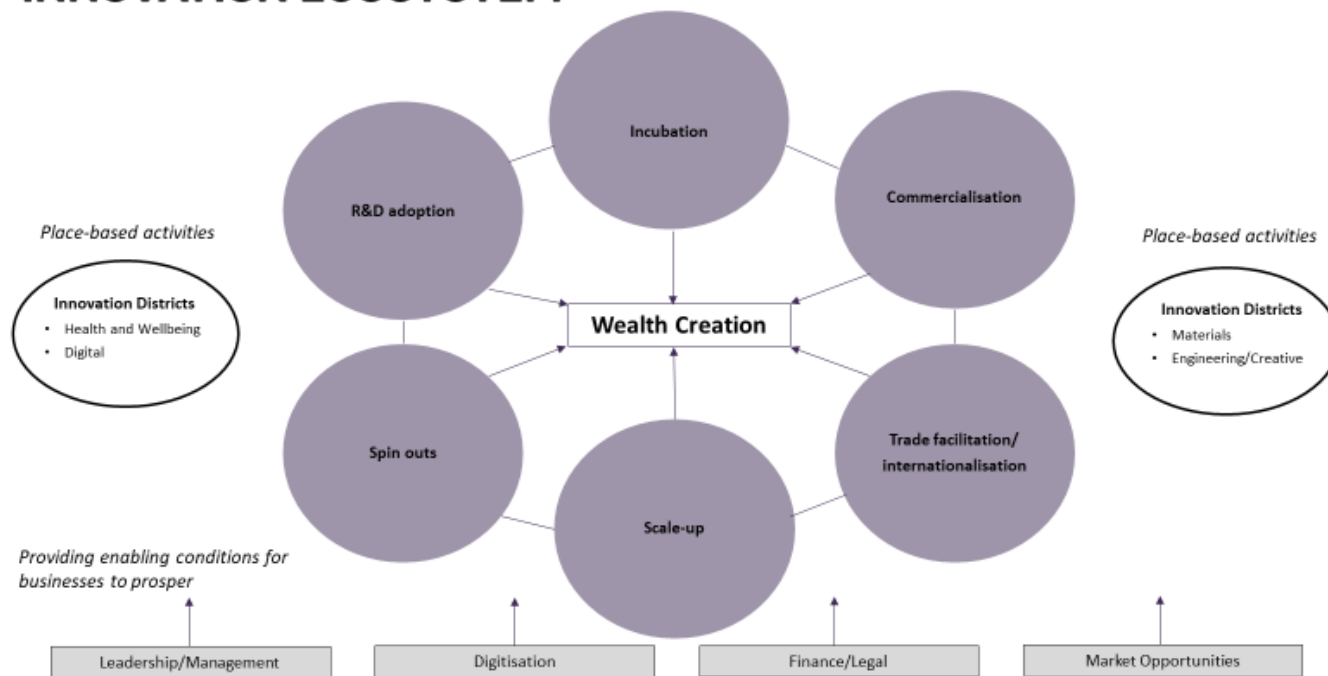 INNOVATION ECOSYSTEM
Incubation
R&D adoption
Commercialisation
Place-based activities
Innovation Districts
• Health and Wellbeing
• Digital
Wealth Creation
Place-based activities
Innovation Districts
• Materials
• Engineering/Creative
Spin outs
Trade facilitation/
internationalisation
Scale-up
Providing enabling conditions for
businesses to prosper
Leadership/Management
Digitisation
Finance/Legal
Market Opportunities